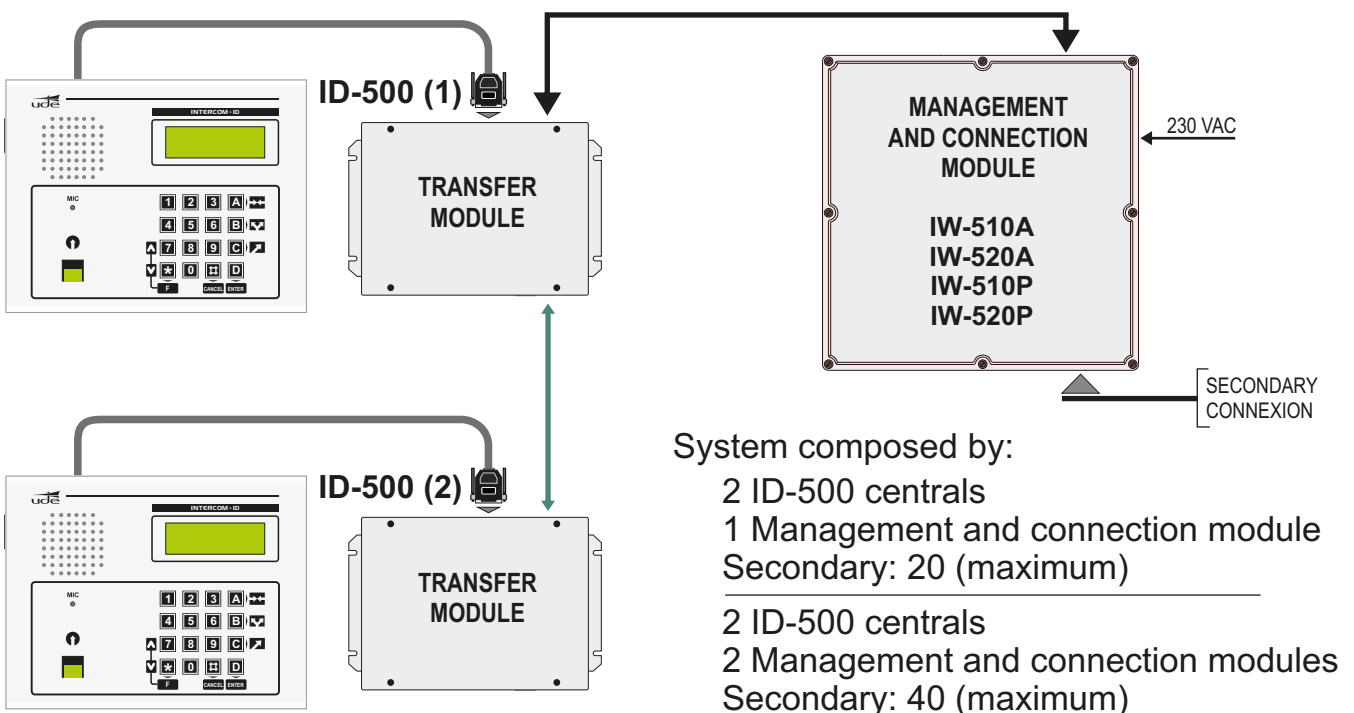 ude
INTERCOM-ID
MIC
1 2 3 A
4 5 6 B
7 8 9 C
* 0 # D
F CANCEL ENTER
ID-500 (1)
TRANSFER
MODULE
MANAGEMENT
AND CONNECTION
MODULE
IW-510A
IW-520A
IW-510P
IW-520P
230 VAC
SECONDARY
CONNEXION
ude
INTERCOM-ID
MIC
1 2 3 A
4 5 6 B
7 8 9 C
* 0 # D
F CANCEL ENTER
ID-500 (2)
TRANSFER
MODULE
System composed by:
2 ID-500 centrals
1 Management and connection module
Secondary: 20 (maximum)
2 ID-500 centrals
2 Management and connection modules
Secondary: 40 (maximum)